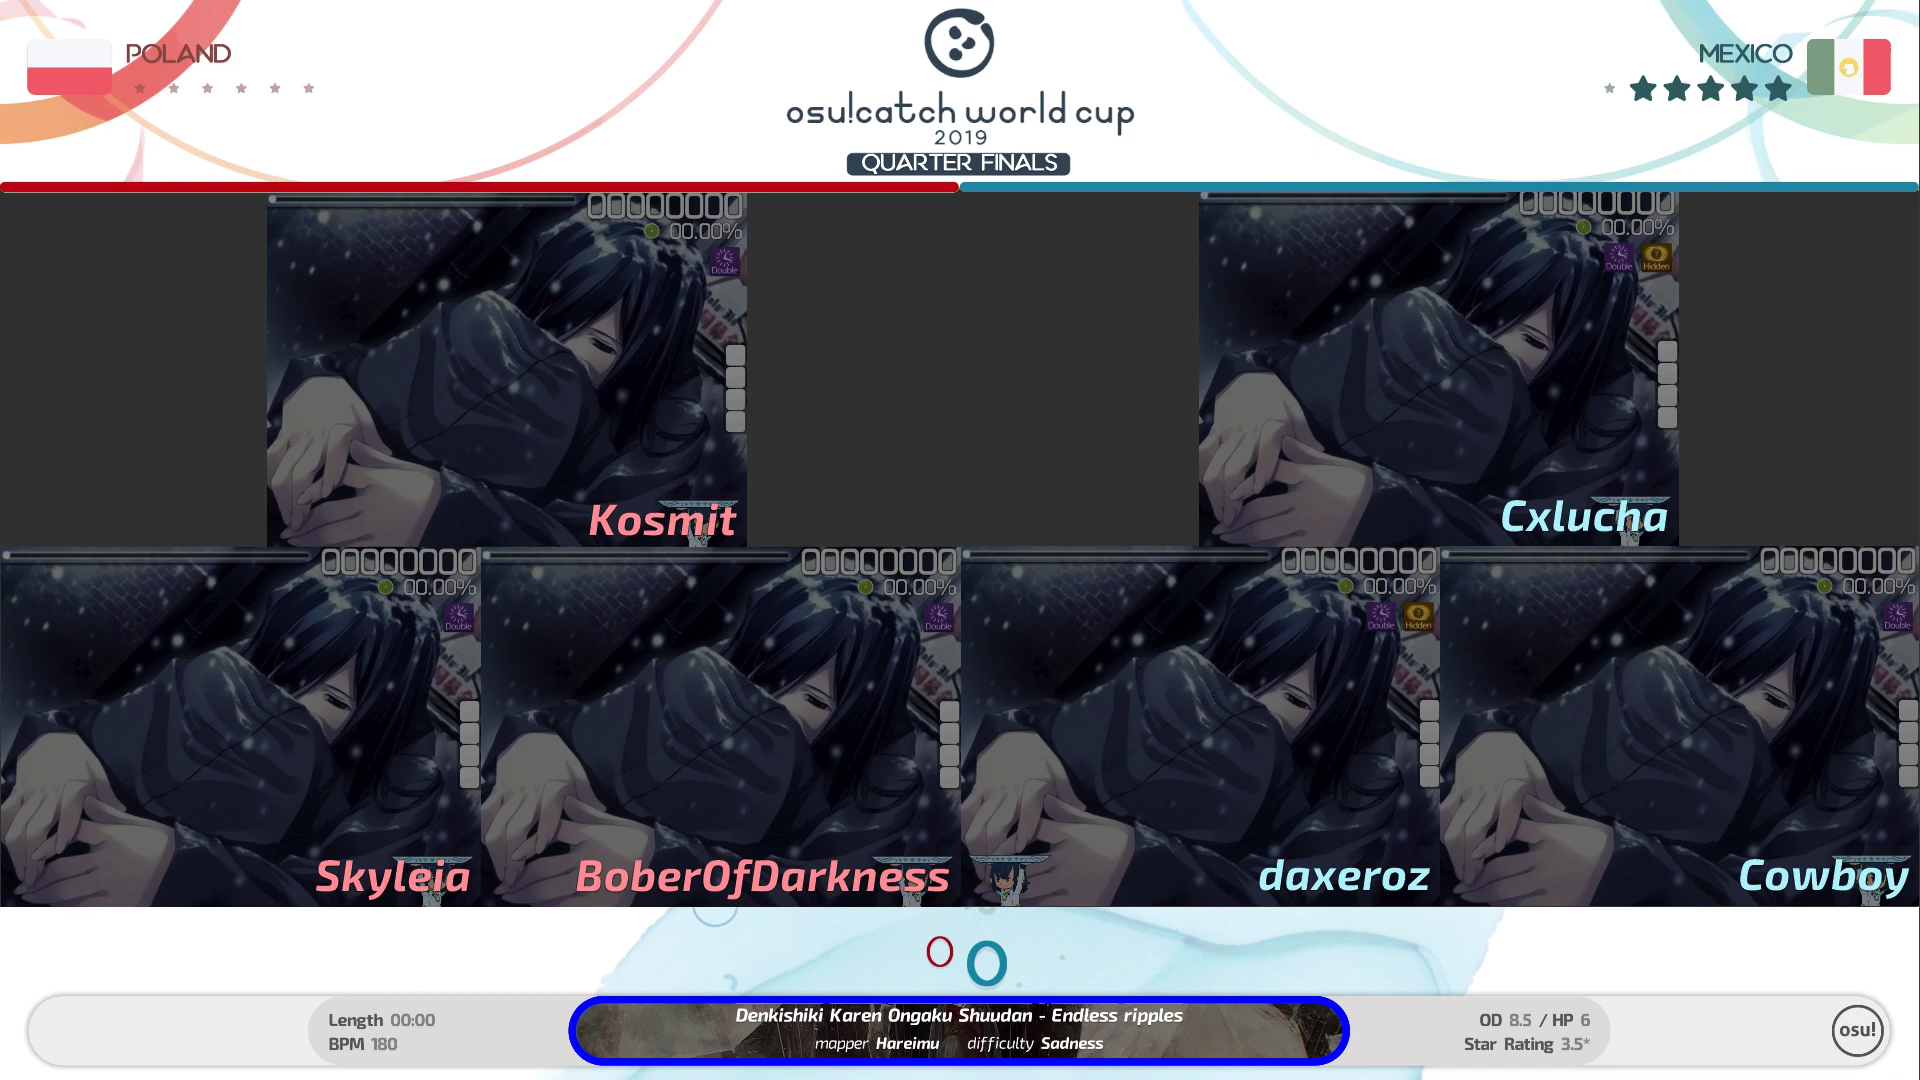 POLAND
MEXICO
osu!catch world cup
2019
QUARTER FINALS
00000000
00.00%
Double
Kosmit
00000000
00.00%
Double Hidden
Cxlucha
00000000
00.00%
Double
Skyleia
00000000
00.00%
Double
BoberOfDarkness
00000000
00.00%
Double Hidden
daxeroz
00000000
00.00%
Double
Cowboy
0 0
Length 00:00
BPM 180
Denkishiki Karen Ongaku Shuudan - Endless ripples
mapper Hareimu difficulty Sadness
OD 8.5 / HP 6
Star Rating 3.5*
osu!